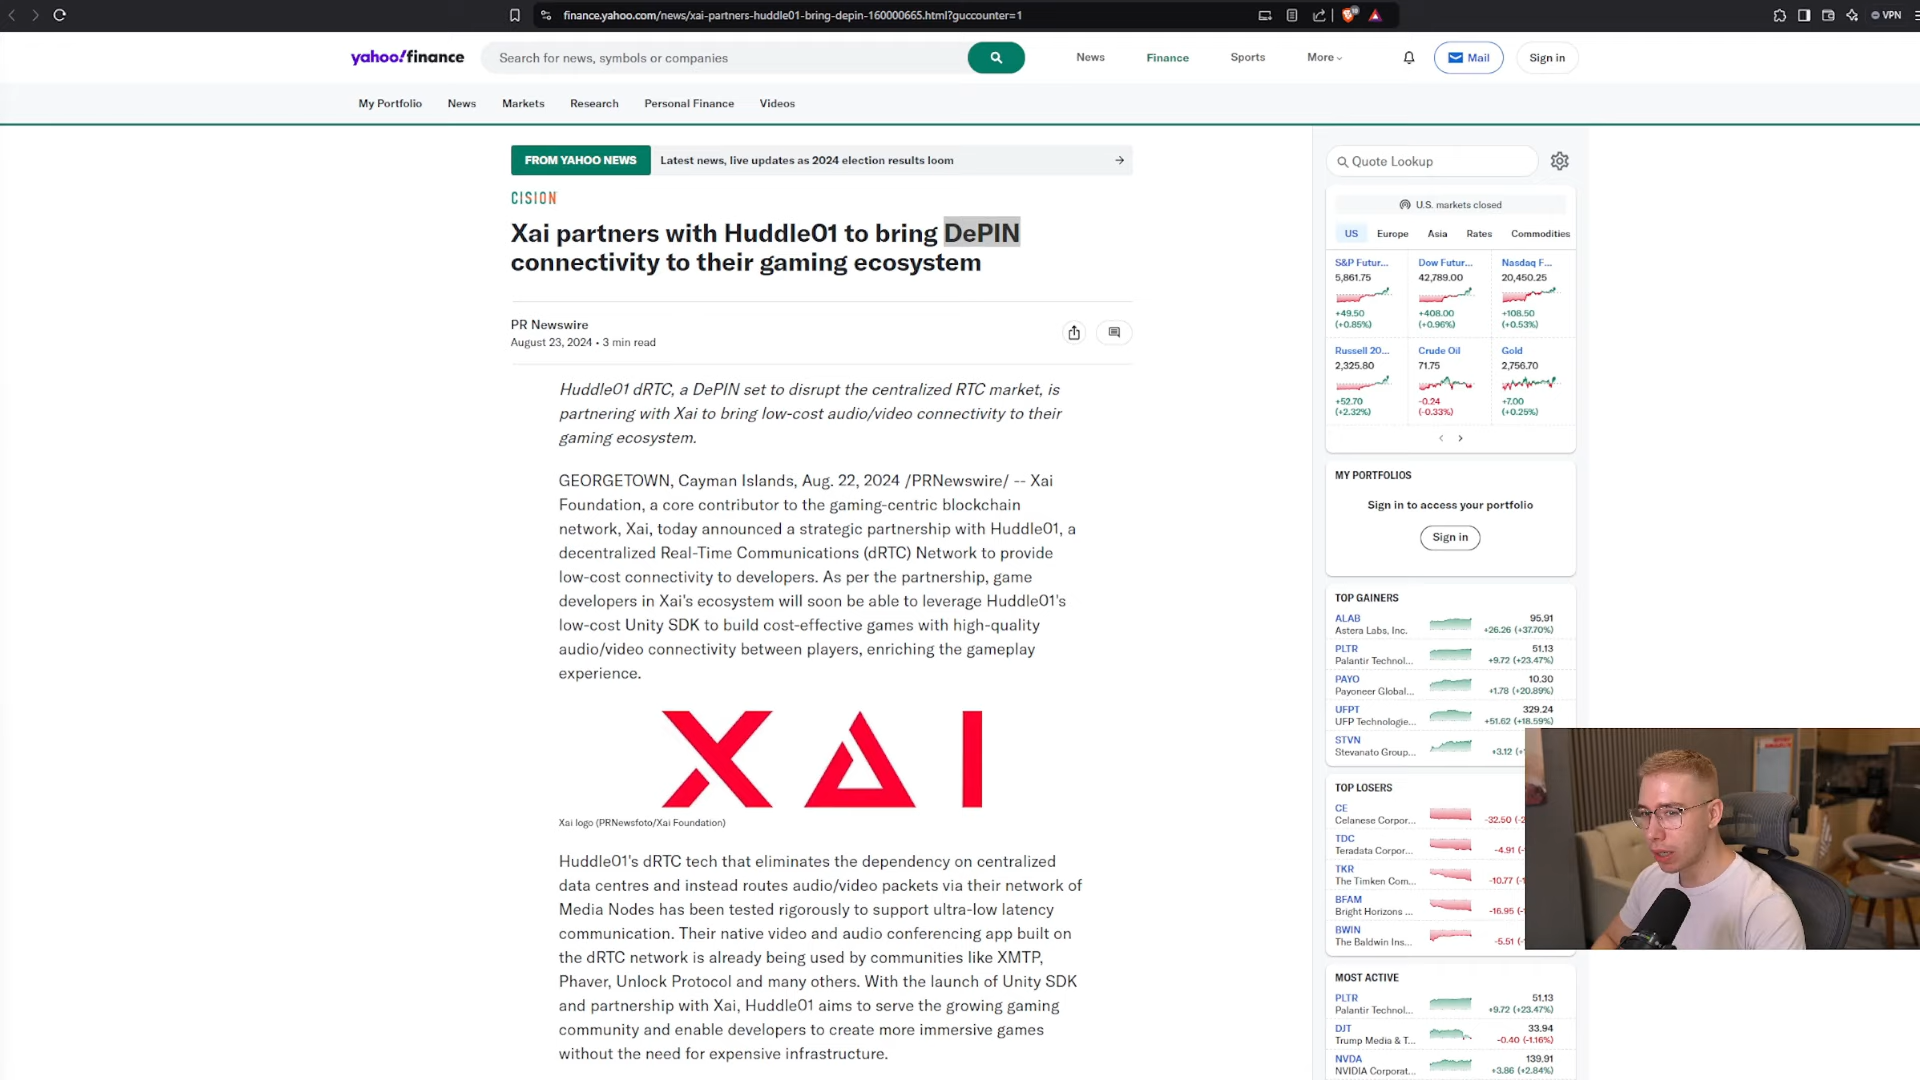 finance.yahoo.com/news/xai-partners-huddle01-bring-depin-160000665.html?guccounter=1
VPN
yahoo!finance
Search for news, symbols or companies
News
Finance
Sports
More
Mail
Sign in
My Portfolio
News
Markets
Research
Personal Finance
Videos
FROM YAHOO NEWS
Latest news, live updates as 2024 election results loom
CISION
Xai partners with Huddle01 to bring DePIN
connectivity to their gaming ecosystem
PR Newswire
August 23, 2024 • 3 min read
Huddle01 dRTC, a DePIN set to disrupt the centralized RTC market, is
partnering with Xai to bring low-cost audio/video connectivity to their
gaming ecosystem.
GEORGETOWN, Cayman Islands, Aug. 22, 2024 /PRNewswire/ -- Xai
Foundation, a core contributor to the gaming-centric blockchain
network, Xai, today announced a strategic partnership with Huddle01, a
decentralized Real-Time Communications (dRTC) Network to provide
low-cost connectivity to developers. As per the partnership, game
developers in Xai's ecosystem will soon be able to leverage Huddle01's
low-cost Unity SDK to build cost-effective games with high-quality
audio/video connectivity between players, enriching the gameplay
experience.
XAI
Xai logo (PRNewsfoto/Xai Foundation)
Huddle01's dRTC tech that eliminates the dependency on centralized
data centres and instead routes audio/video packets via their network of
Media Nodes has been tested rigorously to support ultra-low latency
communication. Their native video and audio conferencing app built on
the dRTC network is already being used by communities like XMTP,
Phaver, Unlock Protocol and many others. With the launch of Unity SDK
and partnership with Xai, Huddle01 aims to serve the growing gaming
community and enable developers to create more immersive games
without the need for expensive infrastructure.
Quote Lookup
U.S. markets closed
US
Europe
Asia
Rates
Commodities
S&P Futur...
5,861.75
+49.50
(+0.85%)
Dow Futur...
42,789.00
+408.00
(+0.96%)
Nasdaq F...
20,450.25
+108.50
(+0.53%)
Russell 20...
2,325.80
+52.70
(+2.32%)
Crude Oil
71.75
-0.24
(-0.33%)
Gold
2,756.70
+7.00
(+0.25%)
MY PORTFOLIOS
Sign in to access your portfolio
Sign in
TOP GAINERS
ALAB 95.91
Astera Labs, Inc. +26.26 (+37.70%)
PLTR 51.13
Palantir Technol... +9.72 (+23.47%)
PAYO 10.30
Payoneer Global... +1.78 (+20.89%)
UFPT 329.24
UFP Technologie... +51.62 (+18.59%)
STVN
Stevanato Group... +3.12
TOP LOSERS
CE
Celanese Corpor... -32.50
TDC
Teradata Corpor... -4.91
TKR
The Timken Com... -10.77
BFAM
Bright Horizons ... -16.95
BWIN
The Baldwin Ins... -5.51
MOST ACTIVE
PLTR 51.13
Palantir Technol... +9.72 (+23.47%)
DJT 33.94
Trump Media & T... -0.40 (-1.16%)
NVDA 139.91
NVIDIA Corporat... +3.86 (+2.84%)